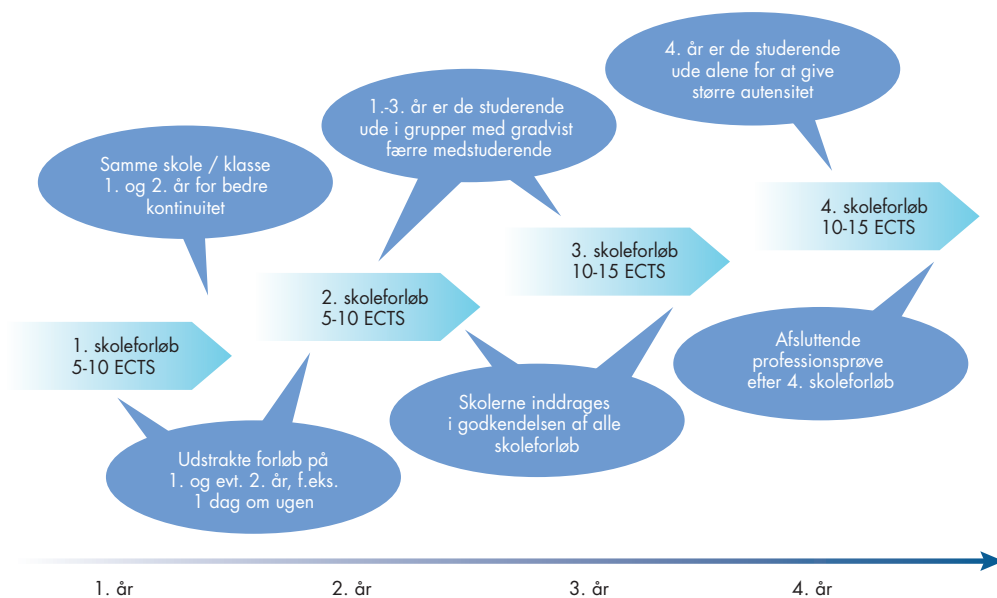 4. år er de studerende
ude alene for at give
større autensitet
1.-3. år er de studerende
ude i grupper med gradvist
færre medstuderende
Samme skole / klasse
1. og 2. år for bedre
kontinuitet
4. skoleforløb
10-15 ECTS
3. skoleforløb
10-15 ECTS
2. skoleforløb
5-10 ECTS
1. skoleforløb
5-10 ECTS
Afsluttende
professionsprøve
efter 4. skoleforløb
Skolerne inddrages
i godkendelsen af alle
skoleforløb
Udstrakte forløb på
1. og evt. 2. år, f.eks.
1 dag om ugen
1. år
2. år
3. år
4. år